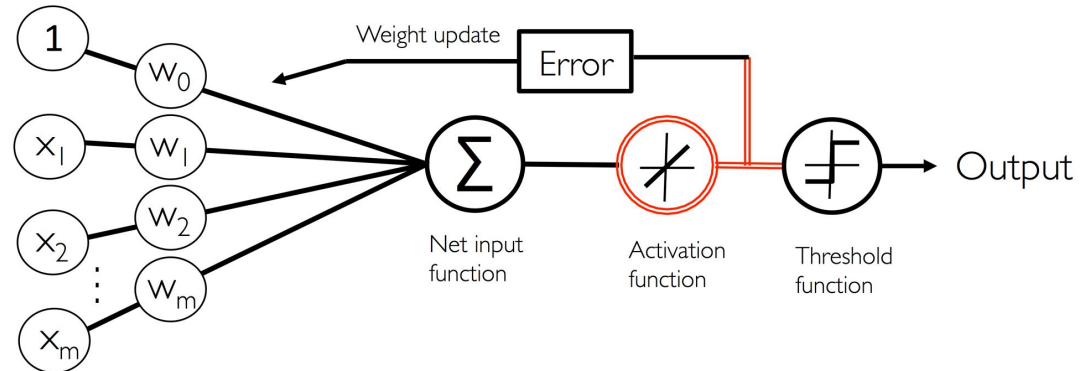 1
w₀
x₁
w₁
x₂
w₂
⋮
xₘ
wₘ
Weight update
Error
Σ
Net input
function
Activation
function
Threshold
function
Output